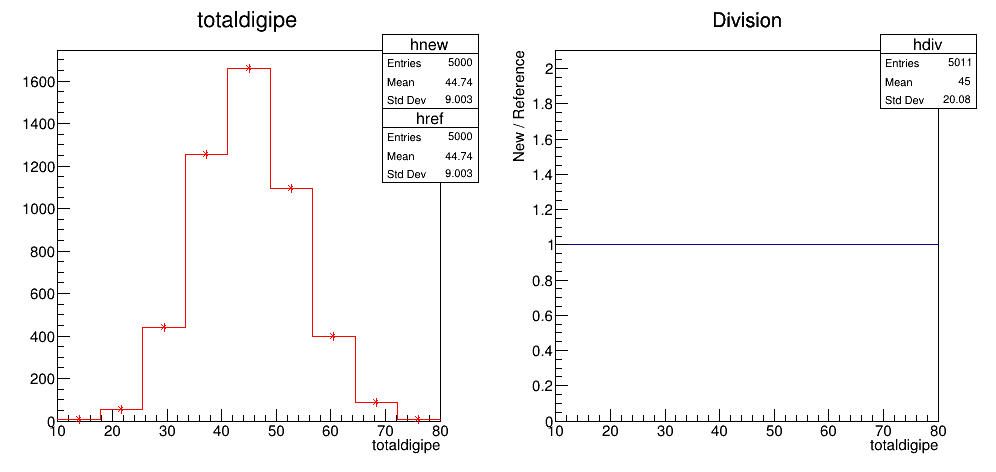 totaldigipe
hnew
Entries 5000
Mean 44.74
Std Dev 9.003
href
Entries 5000
Mean 44.74
Std Dev 9.003
1600
1400
1200
1000
800
600
400
200
0
10 20 30 40 50 60 70 80
totaldigipe
Division
hdiv
Entries 5011
Mean 45
Std Dev 20.08
New / Reference
2
1.8
1.6
1.4
1.2
1
0.8
0.6
0.4
0.2
0
10 20 30 40 50 60 70 80
totaldigipe